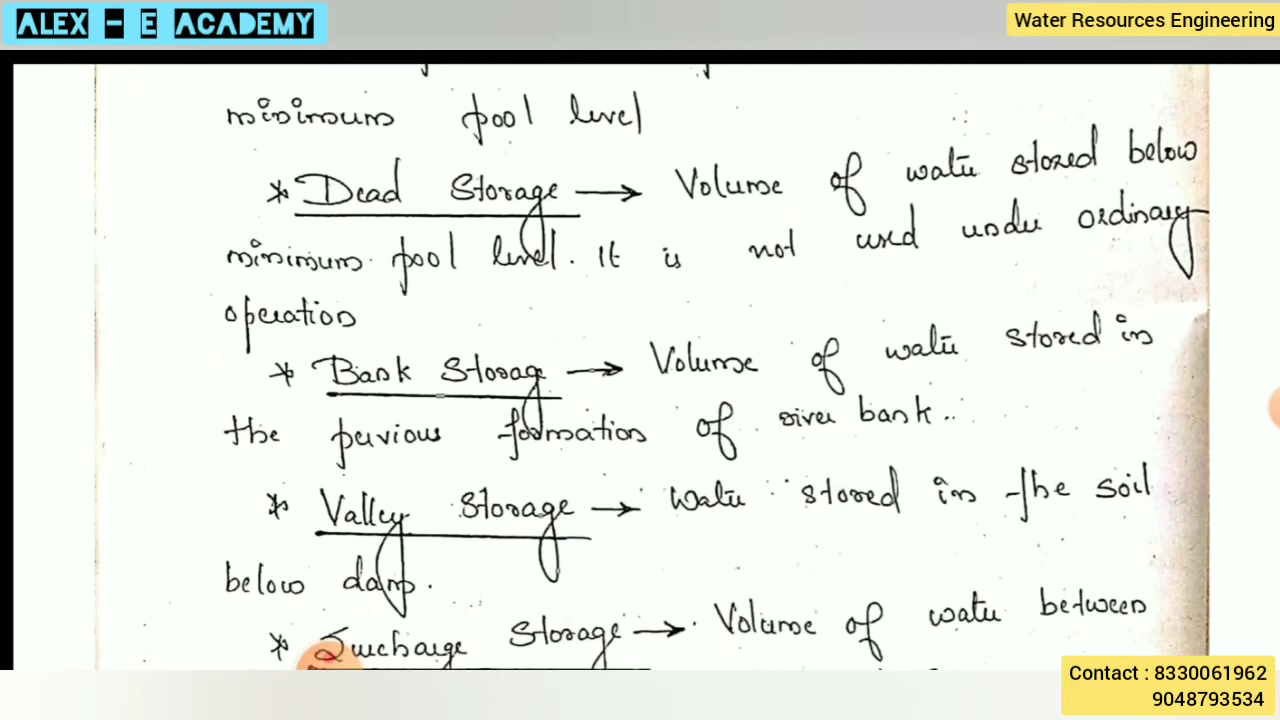 ALEX - E ACADEMY
Water Resources Engineering
minimum pool level
* Dead Storage → Volume of water stored below
minimum pool level. It is not used under ordinary
operation
* Bank Storage → Volume of water stored in
the pervious formation of river bank..
* Valley Storage → Water stored in the soil
below dam.
* Surcharge Storage → Volume of water between
Contact : 8330061962
9048793534